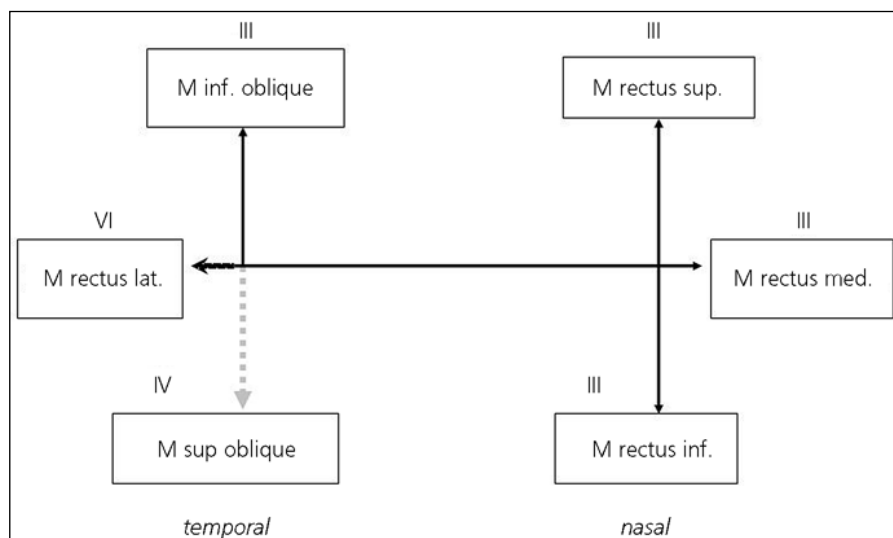 III
III
M inf. oblique
M rectus sup.
VI
III
M rectus lat.
M rectus med.
IV
III
M sup oblique
M rectus inf.
temporal
nasal